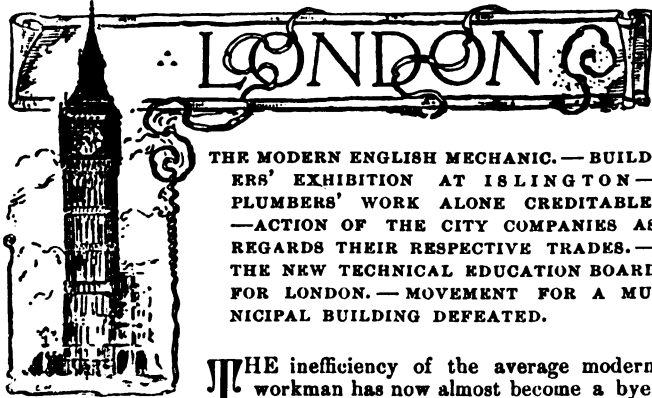 LONDON
THE MODERN ENGLISH MECHANIC. — BUILD
ERS' EXHIBITION AT ISLINGTON —
PLUMBERS' WORK ALONE CREDITABLE
— ACTION OF THE CITY COMPANIES AS
REGARDS THEIR RESPECTIVE TRADES. —
THE NEW TECHNICAL EDUCATION BOARD
FOR LONDON. — MOVEMENT FOR A MU
NICIPAL BUILDING DEFEATED.
THE inefficiency of the average modern
workman has now almost become a bye